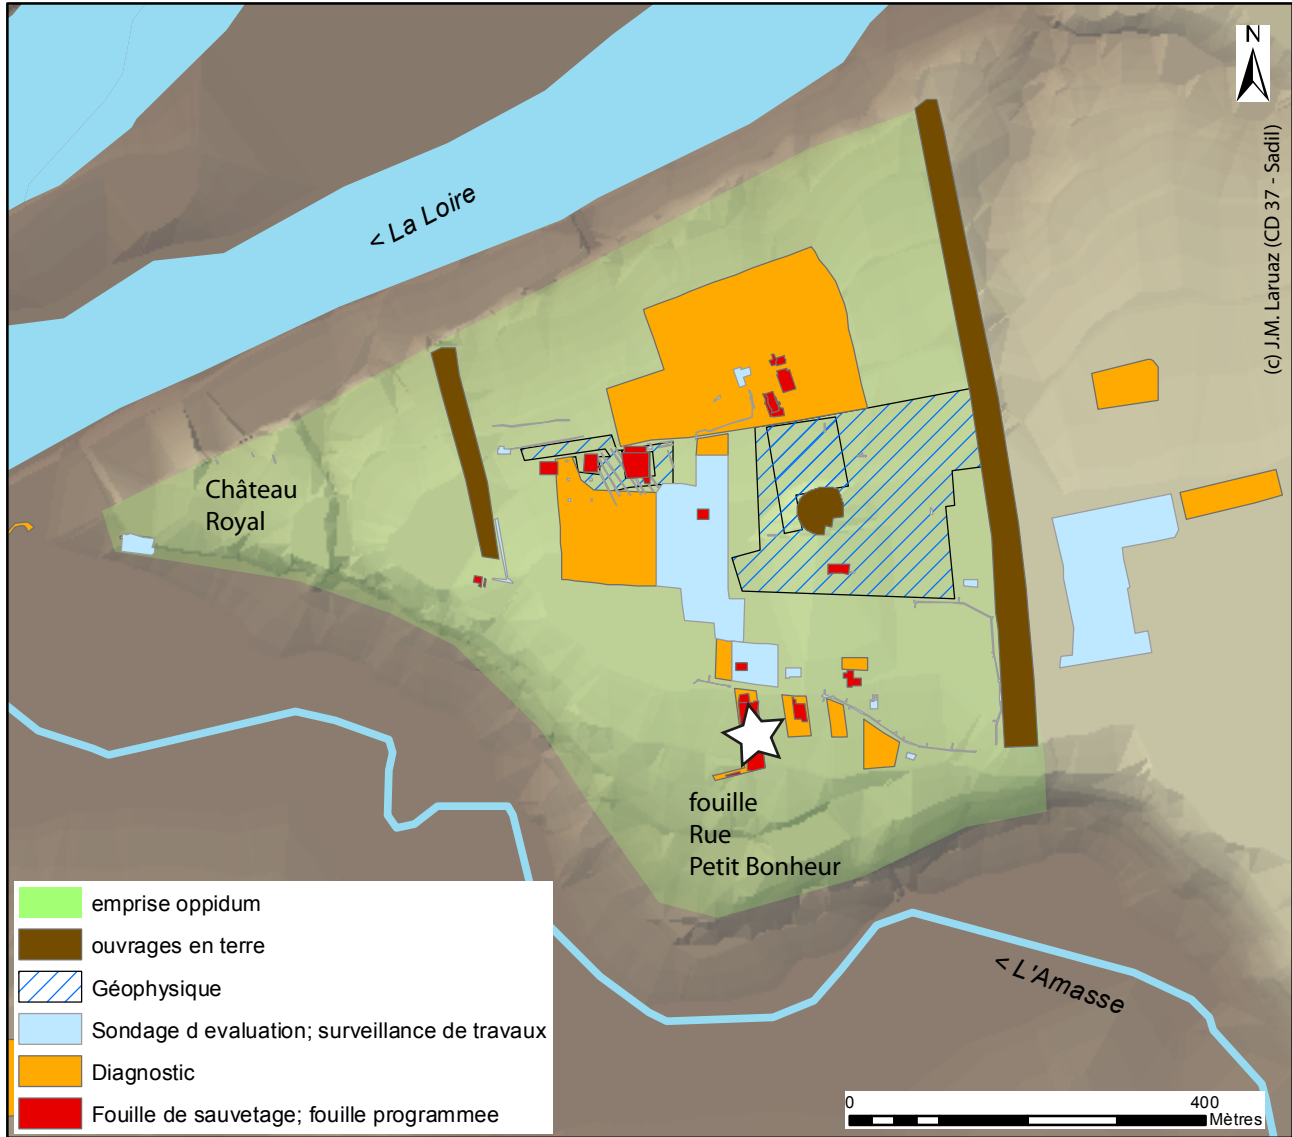 N
(c) J.M. Laruaz (CD 37 - Sadil)
< La Loire
Château
Royal
fouille
Rue
Petit Bonheur
< L'Amasse
emprise oppidum
ouvrages en terre
Géophysique
Sondage d evaluation; surveillance de travaux
Diagnostic
Fouille de sauvetage; fouille programmee
0 400
Mètres